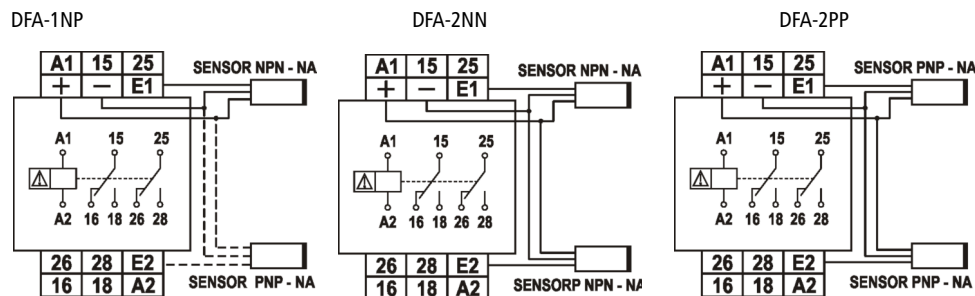 DFA-1NP
A1 15 25
+ − E1
SENSOR NPN - NA
A1 15 25
A2 16 18 26 28
26 28 E2
16 18 A2
SENSOR PNP - NA
DFA-2NN
A1 15 25
+ − E1
SENSOR NPN - NA
A1 15 25
A2 16 18 26 28
26 28 E2
16 18 A2
SENSORP NPN - NA
DFA-2PP
A1 15 25
+ − E1
SENSOR PNP - NA
A1 15 25
A2 16 18 26 28
26 28 E2
16 18 A2
SENSOR PNP - NA